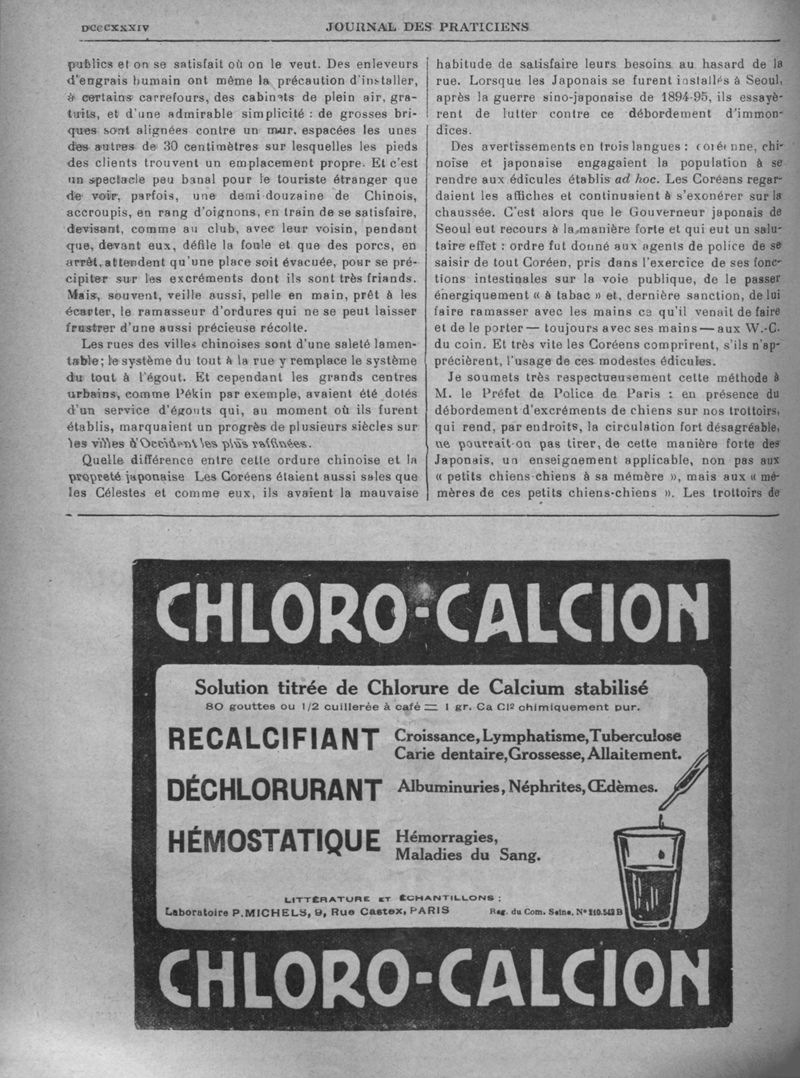 DCCCXXXIV
JOURNAL DES PRATICIENS
publics et on se satisfait où on le veut. Des enleveurs
d'engrais humain ont même la précaution d'installer,
à certains carrefours, des cabinets de plein air, gra-
tuits, et d'une admirable simplicité : de grosses bri-
ques sont alignées contre un mur, espacées les unes
des autres de 30 centimètres sur lesquelles les pieds
des clients trouvent un emplacement propre. Et c'est
un spectacle peu banal pour le touriste étranger que
de voir, parfois, une demi douzaine de Chinois,
accroupis, en rang d'oignons, en train de se satisfaire,
devisant, comme au club, avec leur voisin, pendant
que, devant eux, défile la foule et que des porcs, en
arrêt, attendent qu'une place soit évacuée, pour se pré-
cipiter sur les excréments dont ils sont très friands.
Mais, souvent, veille aussi, pelle en main, prêt à les
écarter, le ramasseur d'ordures qui ne se peut laisser
frustrer d'une aussi précieuse récolte.
Les rues des villes chinoises sont d'une saleté lamen-
table; le système du tout à la rue y remplace le système
du tout à l'égout. Et cependant les grands centres
urbains, comme Pékin par exemple, avaient été dotés
d'un service d'égouts qui, au moment où ils furent
établis, marquaient un progrès de plusieurs siècles sur
les villes d'Occident les plus raffinées.
Quelle différence entre cette ordure chinoise et la
propreté japonaise Les Coréens étaient aussi sales que
les Célestes et comme eux, ils avaient la mauvaise
habitude de satisfaire leurs besoins au hasard de la
rue. Lorsque les Japonais se furent installés à Seoul,
après la guerre sino-japonaise de 1894-95, ils essayè-
rent de lutter contre ce débordement d'immon-
dices.
Des avertissements en trois langues : coréenne, chi-
noise et japonaise engageaient la population à se
rendre aux édicules établis ad hoc. Les Coréens regar-
daient les affiches et continuaient à s'exonérer sur la
chaussée. C'est alors que le Gouverneur japonais de
Seoul eut recours à la manière forte et qui eut un salu-
taire effet : ordre fut donné aux agents de police de se
saisir de tout Coréen, pris dans l'exercice de ses fonc-
tions intestinales sur la voie publique, de le passer
énergiquement « à tabac » et, dernière sanction, de lui
faire ramasser avec les mains ce qu'il venait de faire
et de le porter — toujours avec ses mains — aux W.-C.
du coin. Et très vite les Coréens comprirent, s'ils n'ap-
précièrent, l'usage de ces modestes édicules.
Je soumets très respectueusement cette méthode à
M. le Préfet de Police de Paris : en présence du
débordement d'excréments de chiens sur nos trottoirs,
qui rend, par endroits, la circulation fort désagréable,
ne pourrait-on pas tirer, de cette manière forte des
Japonais, un enseignement applicable, non pas aux
« petits chiens-chiens à sa mémère », mais aux « mé-
mères de ces petits chiens-chiens ». Les trottoirs de
CHLORO-CALCION
Solution titrée de Chlorure de Calcium stabilisé
80 gouttes ou 1/2 cuillerée à café = 1 gr. Ca Cl² chimiquement pur.
RECALCIFIANT Croissance, Lymphatisme, Tuberculose
Carie dentaire, Grossesse, Allaitement.
DÉCHLORURANT Albuminuries, Néphrites, Œdèmes.
HÉMOSTATIQUE Hémorragies,
Maladies du Sang.
LITTÉRATURE ET ÉCHANTILLONS :
Laboratoire P. MICHELS, 9, Rue Castex, PARIS
Reg. du Com. Seine, N° 210.542 B
CHLORO-CALCION